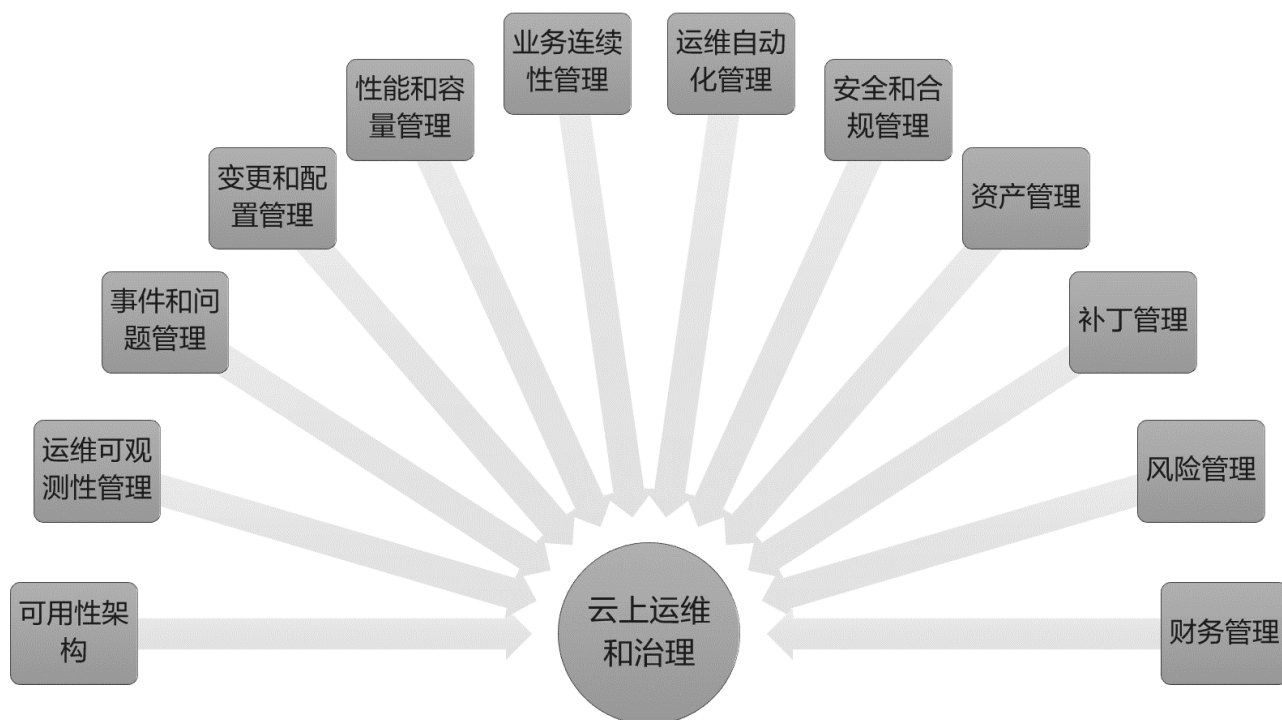 可用性架
构
运维可观
测性管理
事件和问
题管理
变更和配
置管理
性能和容
量管理
业务连续
性管理
运维自动
化管理
安全和合
规管理
资产管理
补丁管理
风险管理
财务管理
云上运维
和治理